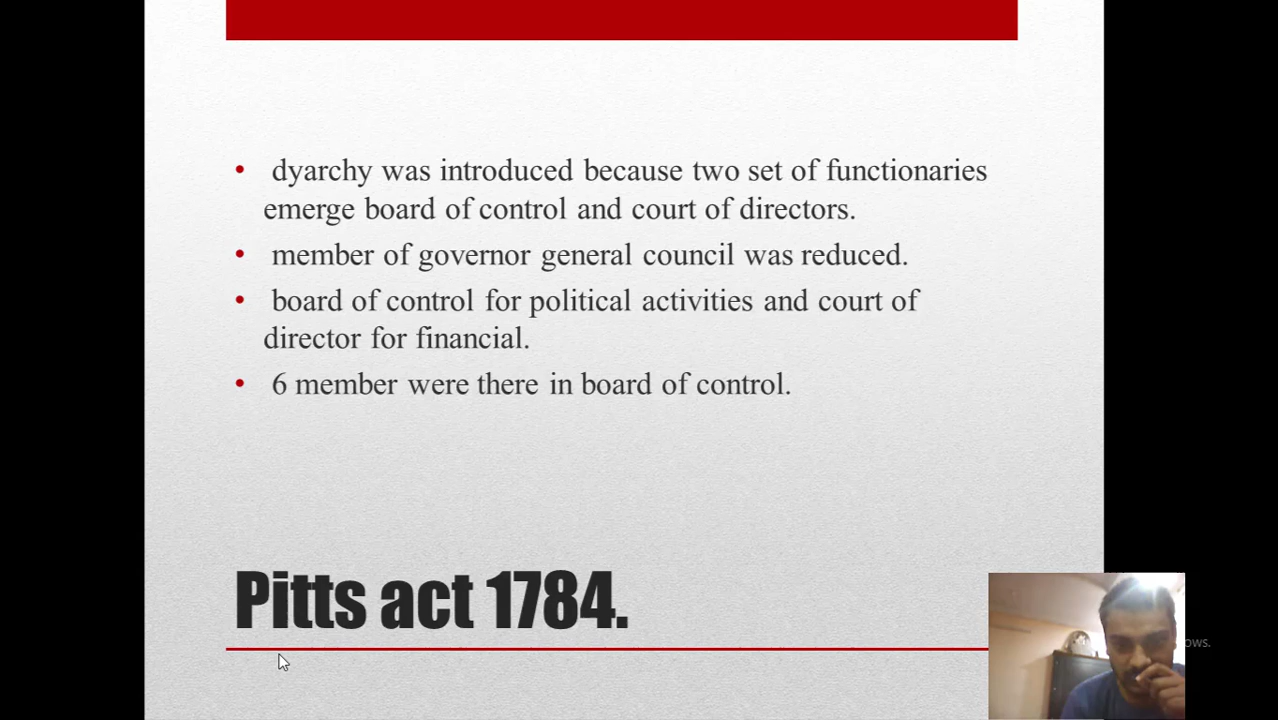 • dyarchy was introduced because two set of functionaries
emerge board of control and court of directors.
• member of governor general council was reduced.
• board of control for political activities and court of
director for financial.
• 6 member were there in board of control.
Pitts act 1784.
ows.